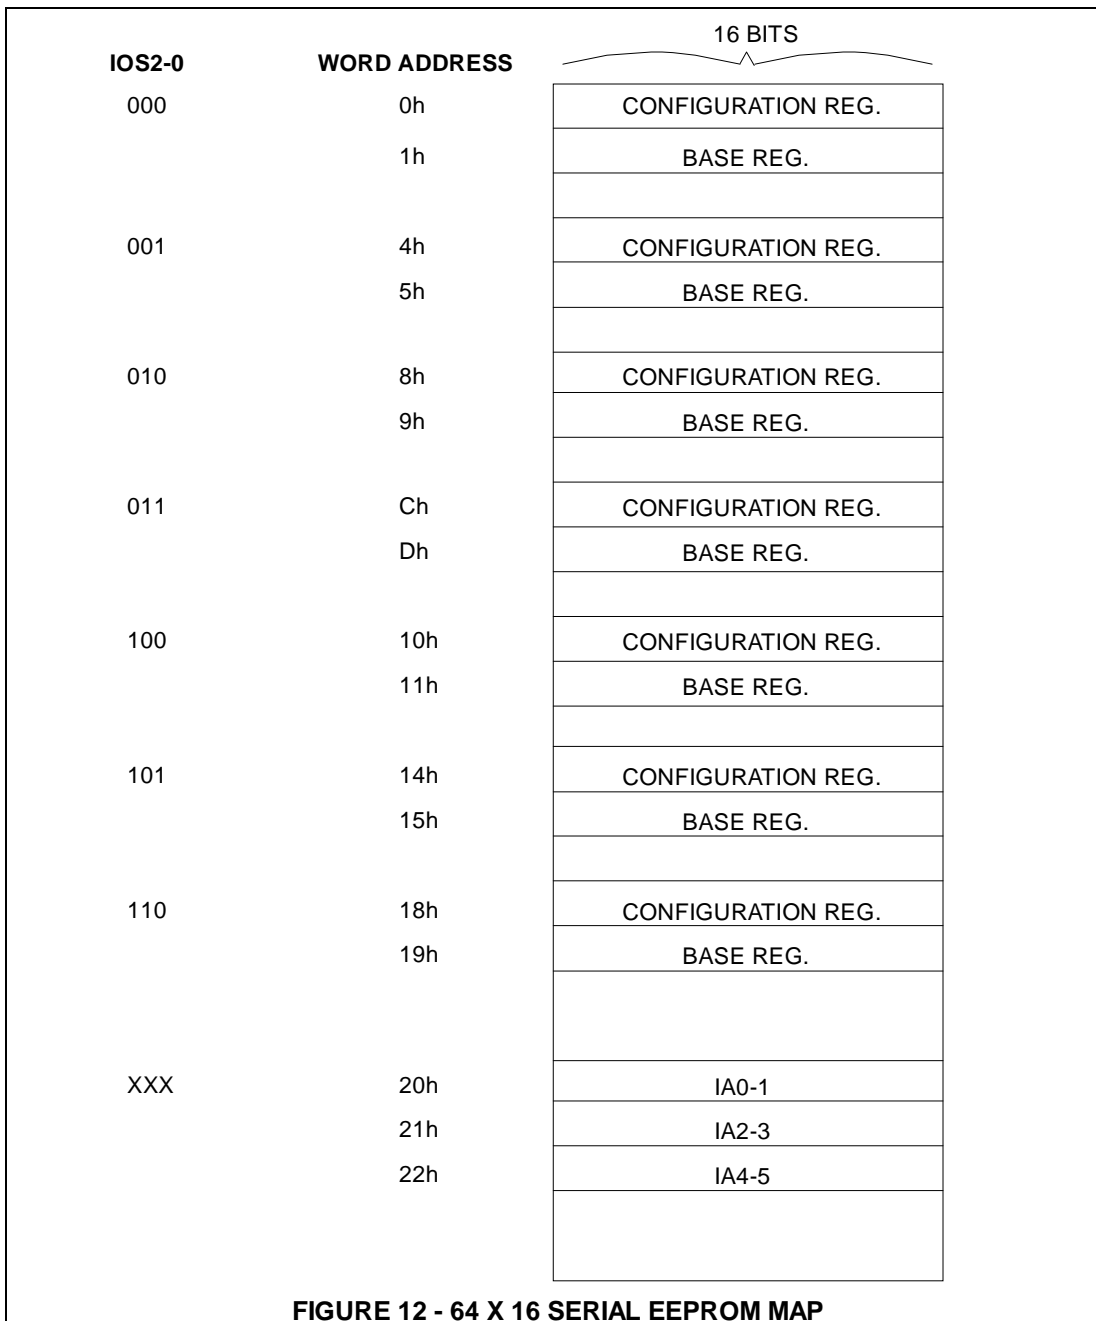 16 BITS
IOS2-0 WORD ADDRESS
000 0h CONFIGURATION REG.
1h BASE REG.
001 4h CONFIGURATION REG.
5h BASE REG.
010 8h CONFIGURATION REG.
9h BASE REG.
011 Ch CONFIGURATION REG.
Dh BASE REG.
100 10h CONFIGURATION REG.
11h BASE REG.
101 14h CONFIGURATION REG.
15h BASE REG.
110 18h CONFIGURATION REG.
19h BASE REG.
XXX 20h IA0-1
21h IA2-3
22h IA4-5
FIGURE 12 - 64 X 16 SERIAL EEPROM MAP